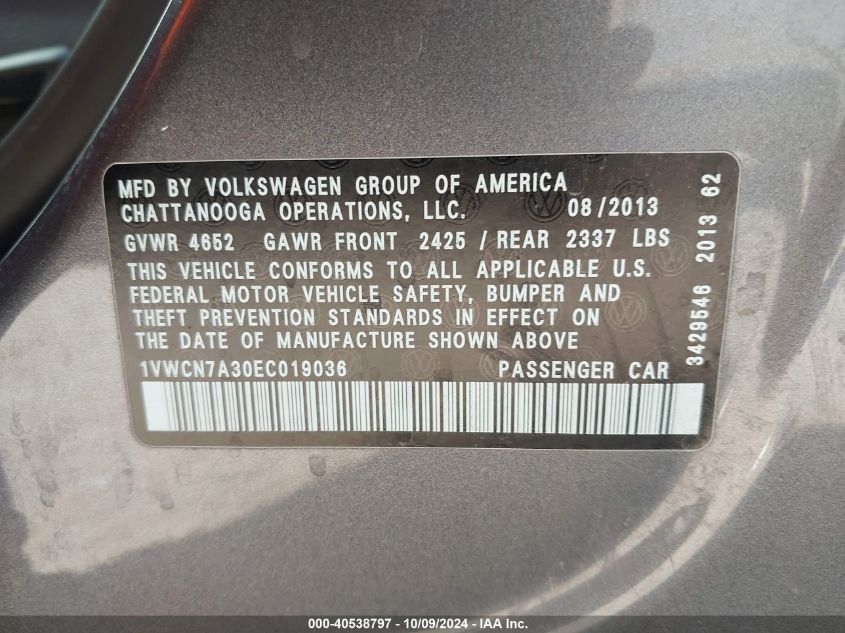 MFD BY VOLKSWAGEN GROUP OF AMERICA
CHATTANOOGA OPERATIONS, LLC. 08/2013
GVWR 4652 GAWR FRONT 2425 / REAR 2337 LBS
THIS VEHICLE CONFORMS TO ALL APPLICABLE U.S.
FEDERAL MOTOR VEHICLE SAFETY, BUMPER AND
THEFT PREVENTION STANDARDS IN EFFECT ON
THE DATE OF MANUFACTURE SHOWN ABOVE
1VWCN7A30EC019036 PASSENGER CAR
3429546 2013 62
000-40538797 - 10/09/2024 - IAA Inc.